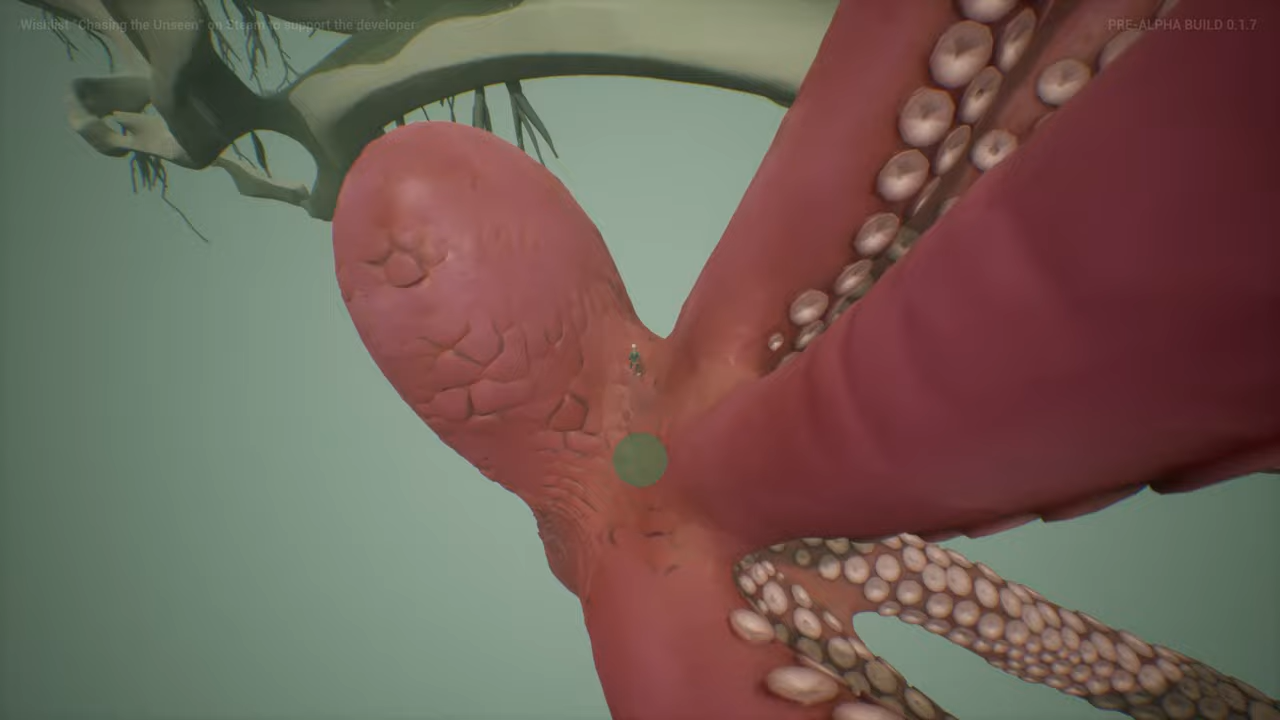 Wishlist "Chasing the Unseen" on Steam to support the developer
PRE-ALPHA BUILD 0.1.7